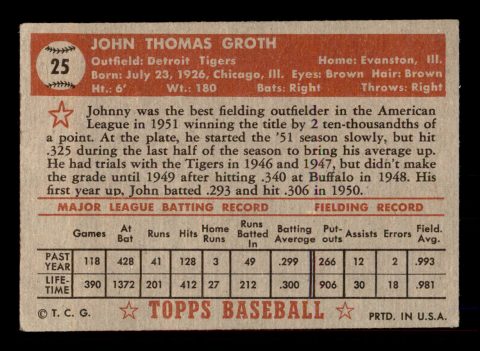 25
JOHN THOMAS GROTH
Outfield: Detroit Tigers Home: Evanston, Ill.
Born: July 23, 1926, Chicago, Ill. Eyes: Brown Hair: Brown
Ht.: 6' Wt.: 180 Bats: Right Throws: Right
Johnny was the best fielding outfielder in the American
League in 1951 winning the title by 2 ten-thousandths of
a point. At the plate, he started the '51 season slowly, but hit
.325 during the last half of the season to bring his average up.
He had trials with the Tigers in 1946 and 1947, but didn't make
the grade until 1949 after hitting .340 at Buffalo in 1948. His
first year up, John batted .293 and hit .306 in 1950.
MAJOR LEAGUE BATTING RECORD FIELDING RECORD
Games At Bat Runs Hits Home Runs Runs Batted In Batting Average Put-outs Assists Errors Field. Avg.
PAST YEAR 118 428 41 128 3 49 .299 266 12 2 .993
LIFE-TIME 390 1372 201 412 27 212 .300 906 30 18 .981
© T. C. G. TOPPS BASEBALL PRTD. IN U.S.A.